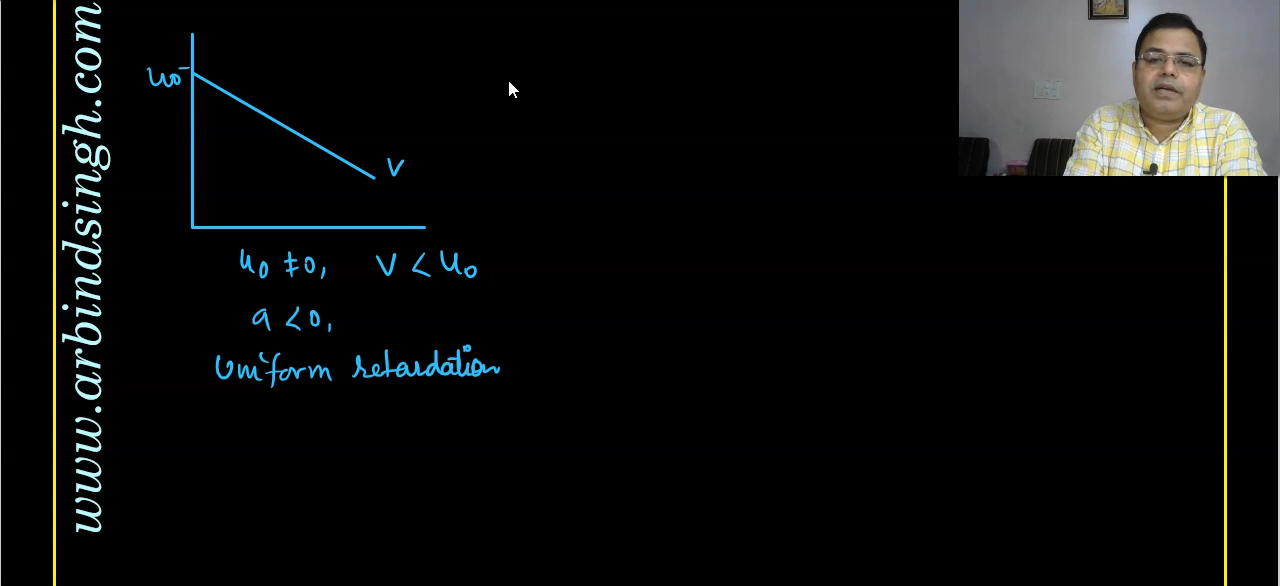 www.arbindsingh.com
u₀
v
u₀ ≠ 0, v < u₀
a < 0,
Uniform retardation